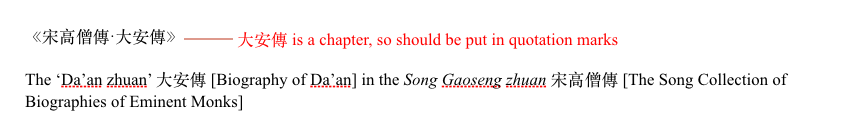 《宋高僧傳·大安傳》 大安傳 is a chapter, so should be put in quotation marks
The ‘Da’an zhuan’ 大安傳 [Biography of Da’an] in the Song Gaoseng zhuan 宋高僧傳 [The Song Collection of
Biographies of Eminent Monks]